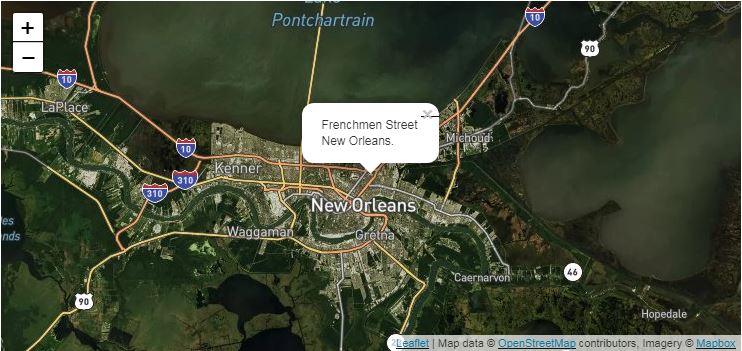 Lake
Pontchartrain
10
90
+
−
10
LaPlace
Frenchmen Street
New Orleans.
×
Michoud
10
Kenner
310
310
New Orleans
Waggaman
Gretna
Caernarvon
46
90
Hopedale
Leaflet | Map data © OpenStreetMap contributors, Imagery © Mapbox